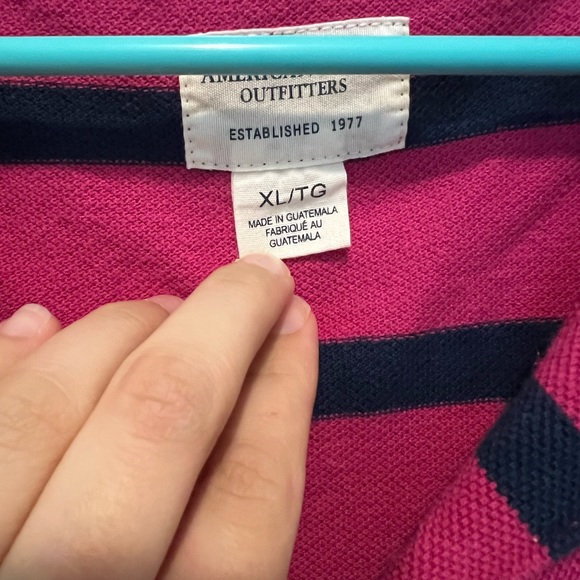 OUTFITTERS
ESTABLISHED 1977
XL/TG
MADE IN GUATEMALA
FABRIQUÉ AU
GUATEMALA